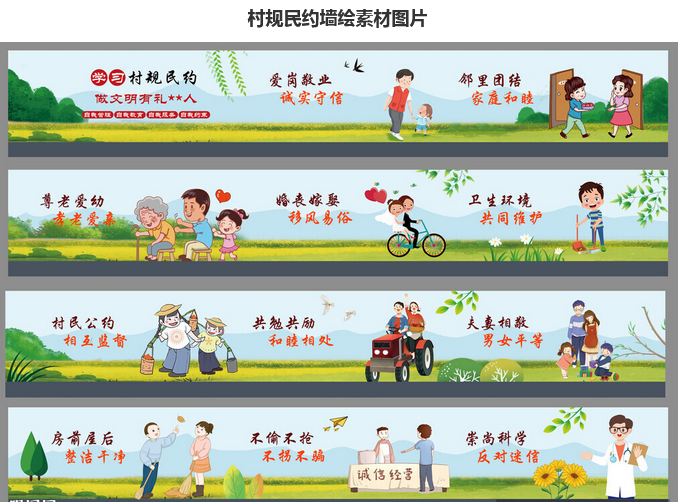 村规民约墙绘素材图片
学习村规民约
做文明有礼★★人
自我管理 自我教育 自我服务 自我约束
爱岗敬业
诚实守信
邻里团结
家庭和睦
尊老爱幼
孝老爱亲
婚丧嫁娶
移风易俗
卫生环境
共同维护
村民公约
相互监督
共勉共励
和睦相处
夫妻相敬
男女平等
房前屋后
整洁干净
不偷不抢
不拐不骗
诚信经营
崇尚科学
反对迷信